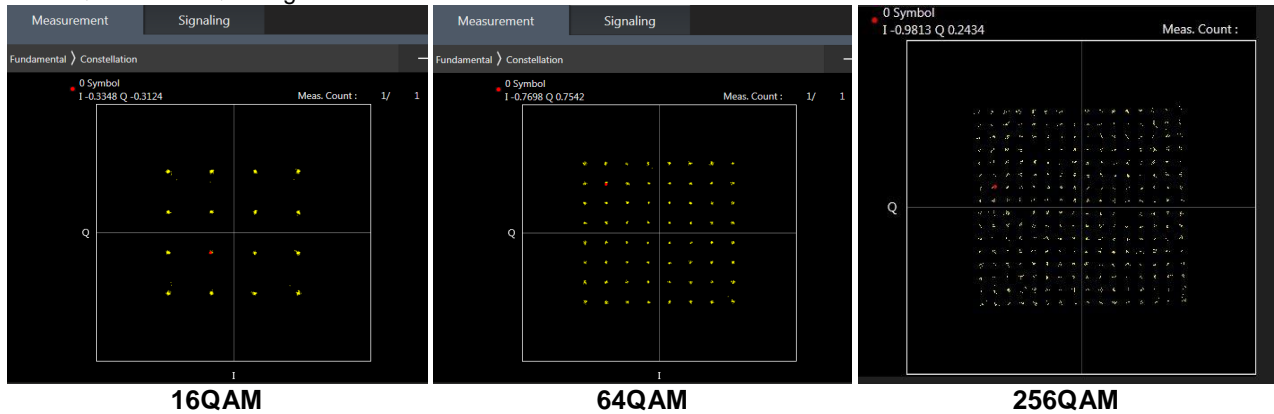 Measurement Signaling
Fundamental 〉 Constellation
0 Symbol
I -0.3348 Q -0.3124 Meas. Count : 1/ 1
Q
I
16QAM
Measurement Signaling
Fundamental 〉 Constellation
0 Symbol
I -0.7698 Q 0.7542 Meas. Count : 1/ 1
Q
I
64QAM
0 Symbol
I -0.9813 Q 0.2434 Meas. Count :
Q
256QAM